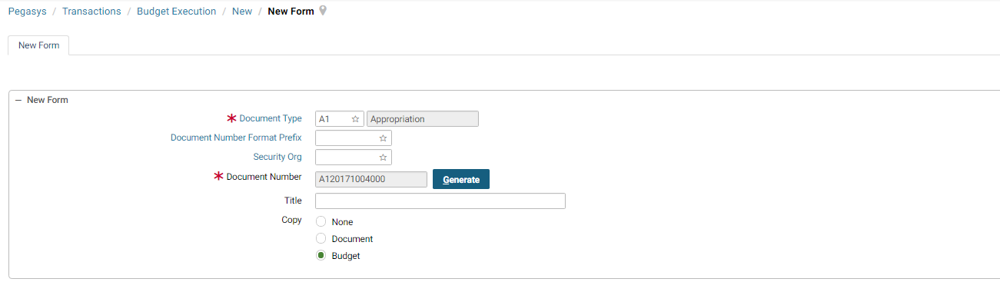 Pegasys / Transactions / Budget Execution / New / New Form
New Form
— New Form
* Document Type A1 Appropriation
Document Number Format Prefix
Security Org
* Document Number A120171004000 Generate
Title
Copy None
Document
Budget